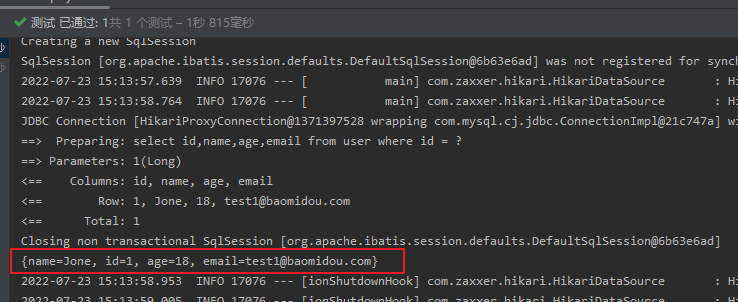 测试 已通过: 1共 1 个测试 – 1秒 815毫秒
Creating a new SqlSession
SqlSession [org.apache.ibatis.session.defaults.DefaultSqlSession@6b63e6ad] was not registered for synch
2022-07-23 15:13:57.639  INFO 17076 --- [           main] com.zaxxer.hikari.HikariDataSource       : Hi
2022-07-23 15:13:58.764  INFO 17076 --- [           main] com.zaxxer.hikari.HikariDataSource       : Hi
JDBC Connection [HikariProxyConnection@1371397528 wrapping com.mysql.cj.jdbc.ConnectionImpl@21c747a] wi
==>  Preparing: select id,name,age,email from user where id = ?
==> Parameters: 1(Long)
<==    Columns: id, name, age, email
<==        Row: 1, Jone, 18, test1@baomidou.com
<==      Total: 1
Closing non transactional SqlSession [org.apache.ibatis.session.defaults.DefaultSqlSession@6b63e6ad]
{name=Jone, id=1, age=18, email=test1@baomidou.com}
2022-07-23 15:13:58.953  INFO 17076 --- [ionShutdownHook] com.zaxxer.hikari.HikariDataSource       : Hi
2022-07-23 15:13:59.005  INFO 17076 --- [ionShutdownHook] com.zaxxer.hikari.HikariDataSource       : Hi